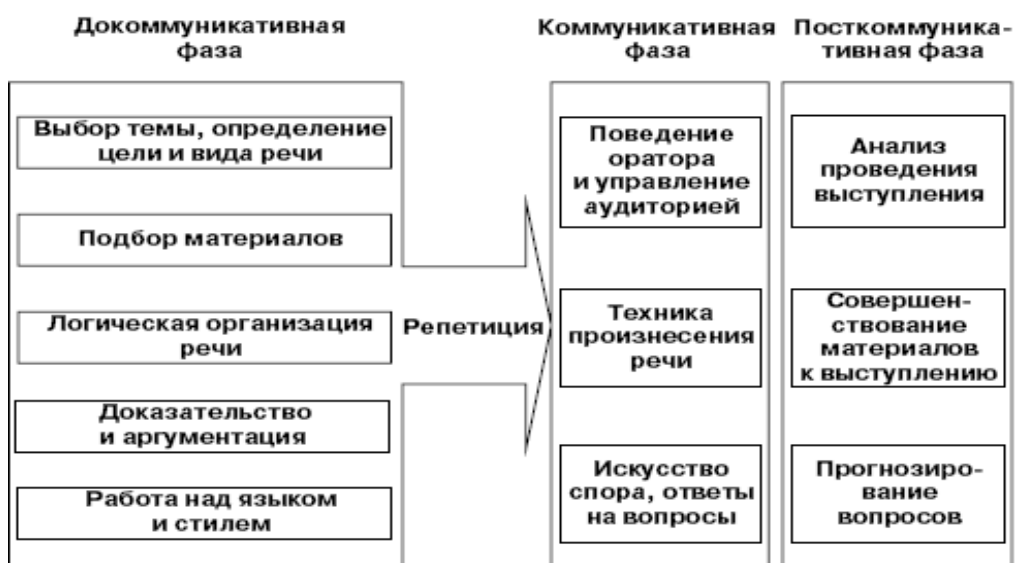 Докоммуникативная
фаза
Выбор темы, определение
цели и вида речи
Подбор материалов
Логическая организация
речи
Доказательство
и аргументация
Работа над языком
и стилем
Репетиция
Коммуникативная
фаза
Поведение
оратора
и управление
аудиторией
Техника
произнесения
речи
Искусство
спора, ответы
на вопросы
Посткоммуника-
тивная фаза
Анализ
проведения
выступления
Совершен-
ствование
материалов
к выступлению
Прогнозиро-
вание
вопросов